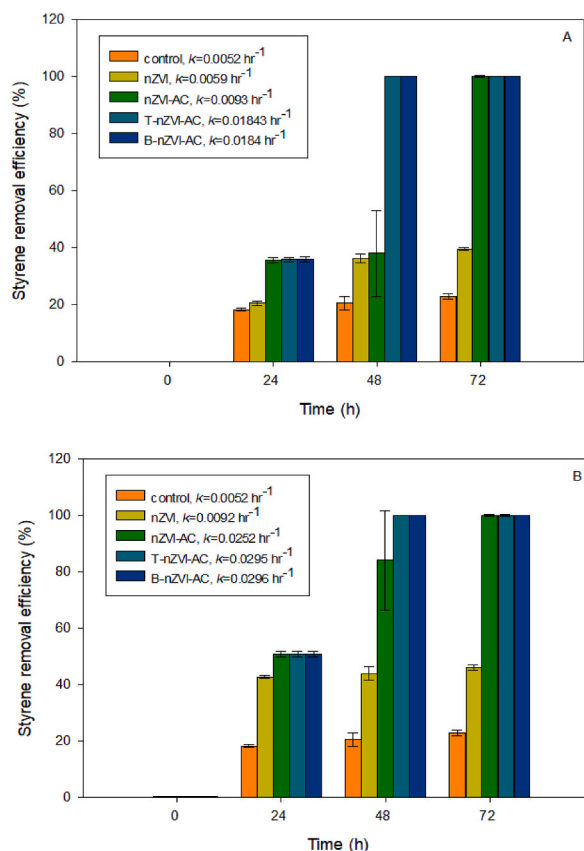 A
control, k=0.0052 hr⁻¹
nZVI, k=0.0059 hr⁻¹
nZVI-AC, k=0.0093 hr⁻¹
T-nZVI-AC, k=0.01843 hr⁻¹
B-nZVI-AC, k=0.0184 hr⁻¹
Styrene removal efficiency (%)
120
100
80
60
40
20
0
0 24 48 72
Time (h)
B
control, k=0.0052 hr⁻¹
nZVI, k=0.0092 hr⁻¹
nZVI-AC, k=0.0252 hr⁻¹
T-nZVI-AC, k=0.0295 hr⁻¹
B-nZVI-AC, k=0.0296 hr⁻¹
Styrene removal efficiency (%)
120
100
80
60
40
20
0
0 24 48 72
Time (h)